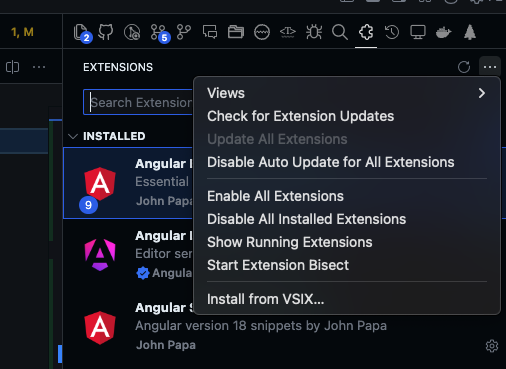 1, M
2
5
EXTENSIONS
Search Extension
Views
Check for Extension Updates
Update All Extensions
Disable Auto Update for All Extensions
Enable All Extensions
Disable All Installed Extensions
Show Running Extensions
Start Extension Bisect
Install from VSIX...
INSTALLED
Angular
Essential
John Papa
9
Angular
Editor
Angula
Angular
Angular version 18 snippets by John Papa
John Papa